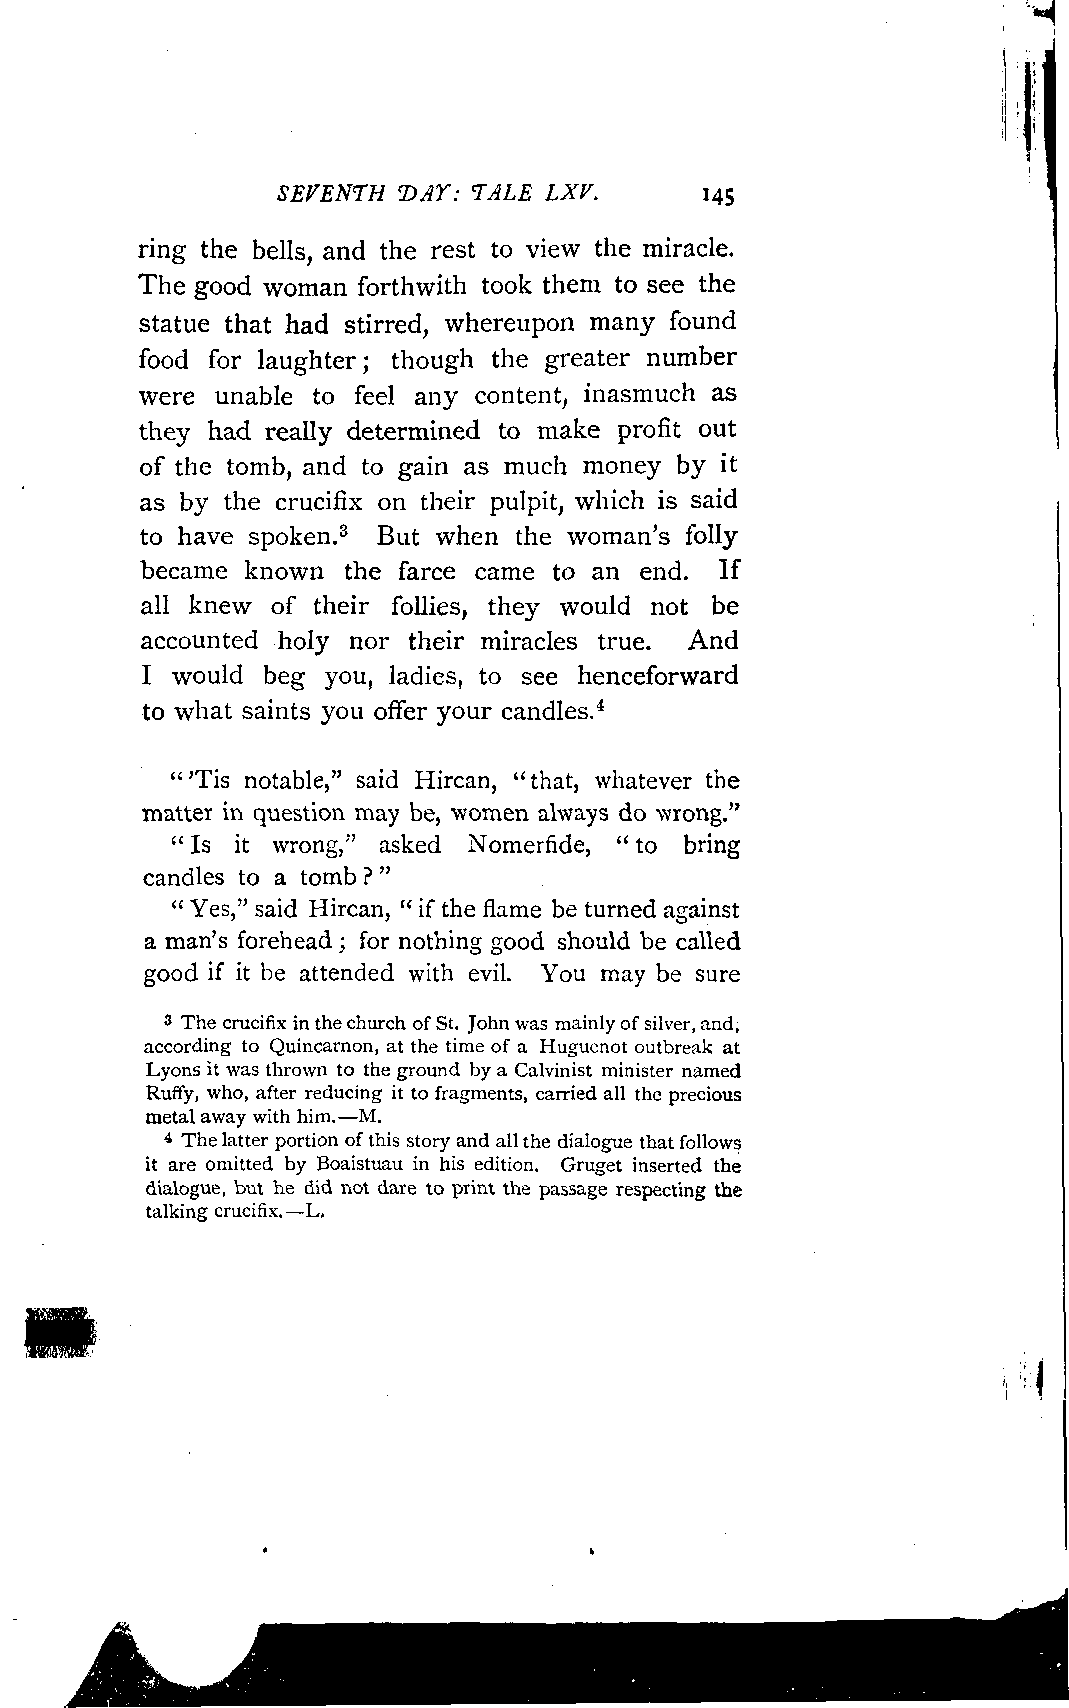 SEVENTH DAY: TALE LXV. 145
ring the bells, and the rest to view the miracle.
The good woman forthwith took them to see the
statue that had stirred, whereupon many found
food for laughter; though the greater number
were unable to feel any content, inasmuch as
they had really determined to make profit out
of the tomb, and to gain as much money by it
as by the crucifix on their pulpit, which is said
to have spoken.³ But when the woman's folly
became known the farce came to an end. If
all knew of their follies, they would not be
accounted holy nor their miracles true. And
I would beg you, ladies, to see henceforward
to what saints you offer your candles.⁴
"'Tis notable," said Hircan, "that, whatever the
matter in question may be, women always do wrong."
"Is it wrong," asked Nomerfide, "to bring
candles to a tomb?"
"Yes," said Hircan, "if the flame be turned against
a man's forehead; for nothing good should be called
good if it be attended with evil. You may be sure
³ The crucifix in the church of St. John was mainly of silver, and,
according to Quincarnon, at the time of a Huguenot outbreak at
Lyons it was thrown to the ground by a Calvinist minister named
Ruffy, who, after reducing it to fragments, carried all the precious
metal away with him.—M.
⁴ The latter portion of this story and all the dialogue that follows
it are omitted by Boaistuau in his edition. Gruget inserted the
dialogue, but he did not dare to print the passage respecting the
talking crucifix.—L.